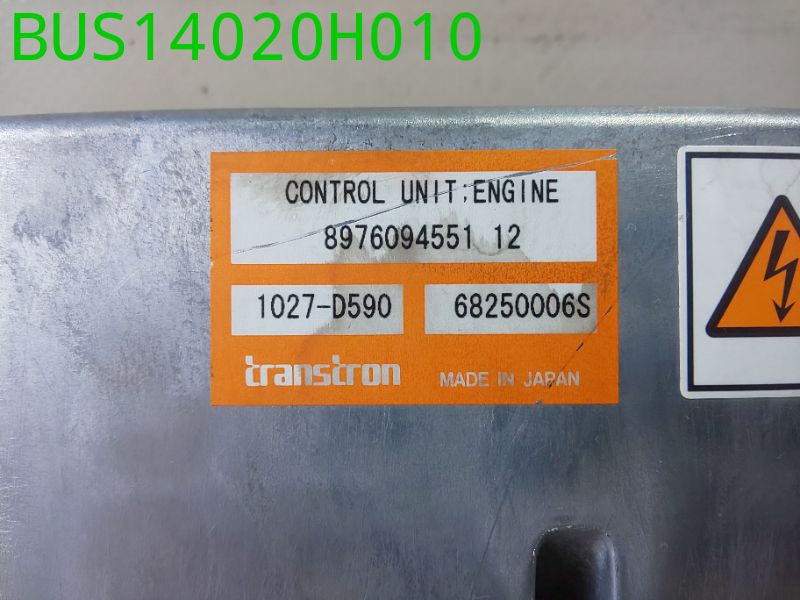 BUS14020H010
CONTROL UNIT;ENGINE
8976094551 12
1027-D590 68250006S
transtron MADE IN JAPAN